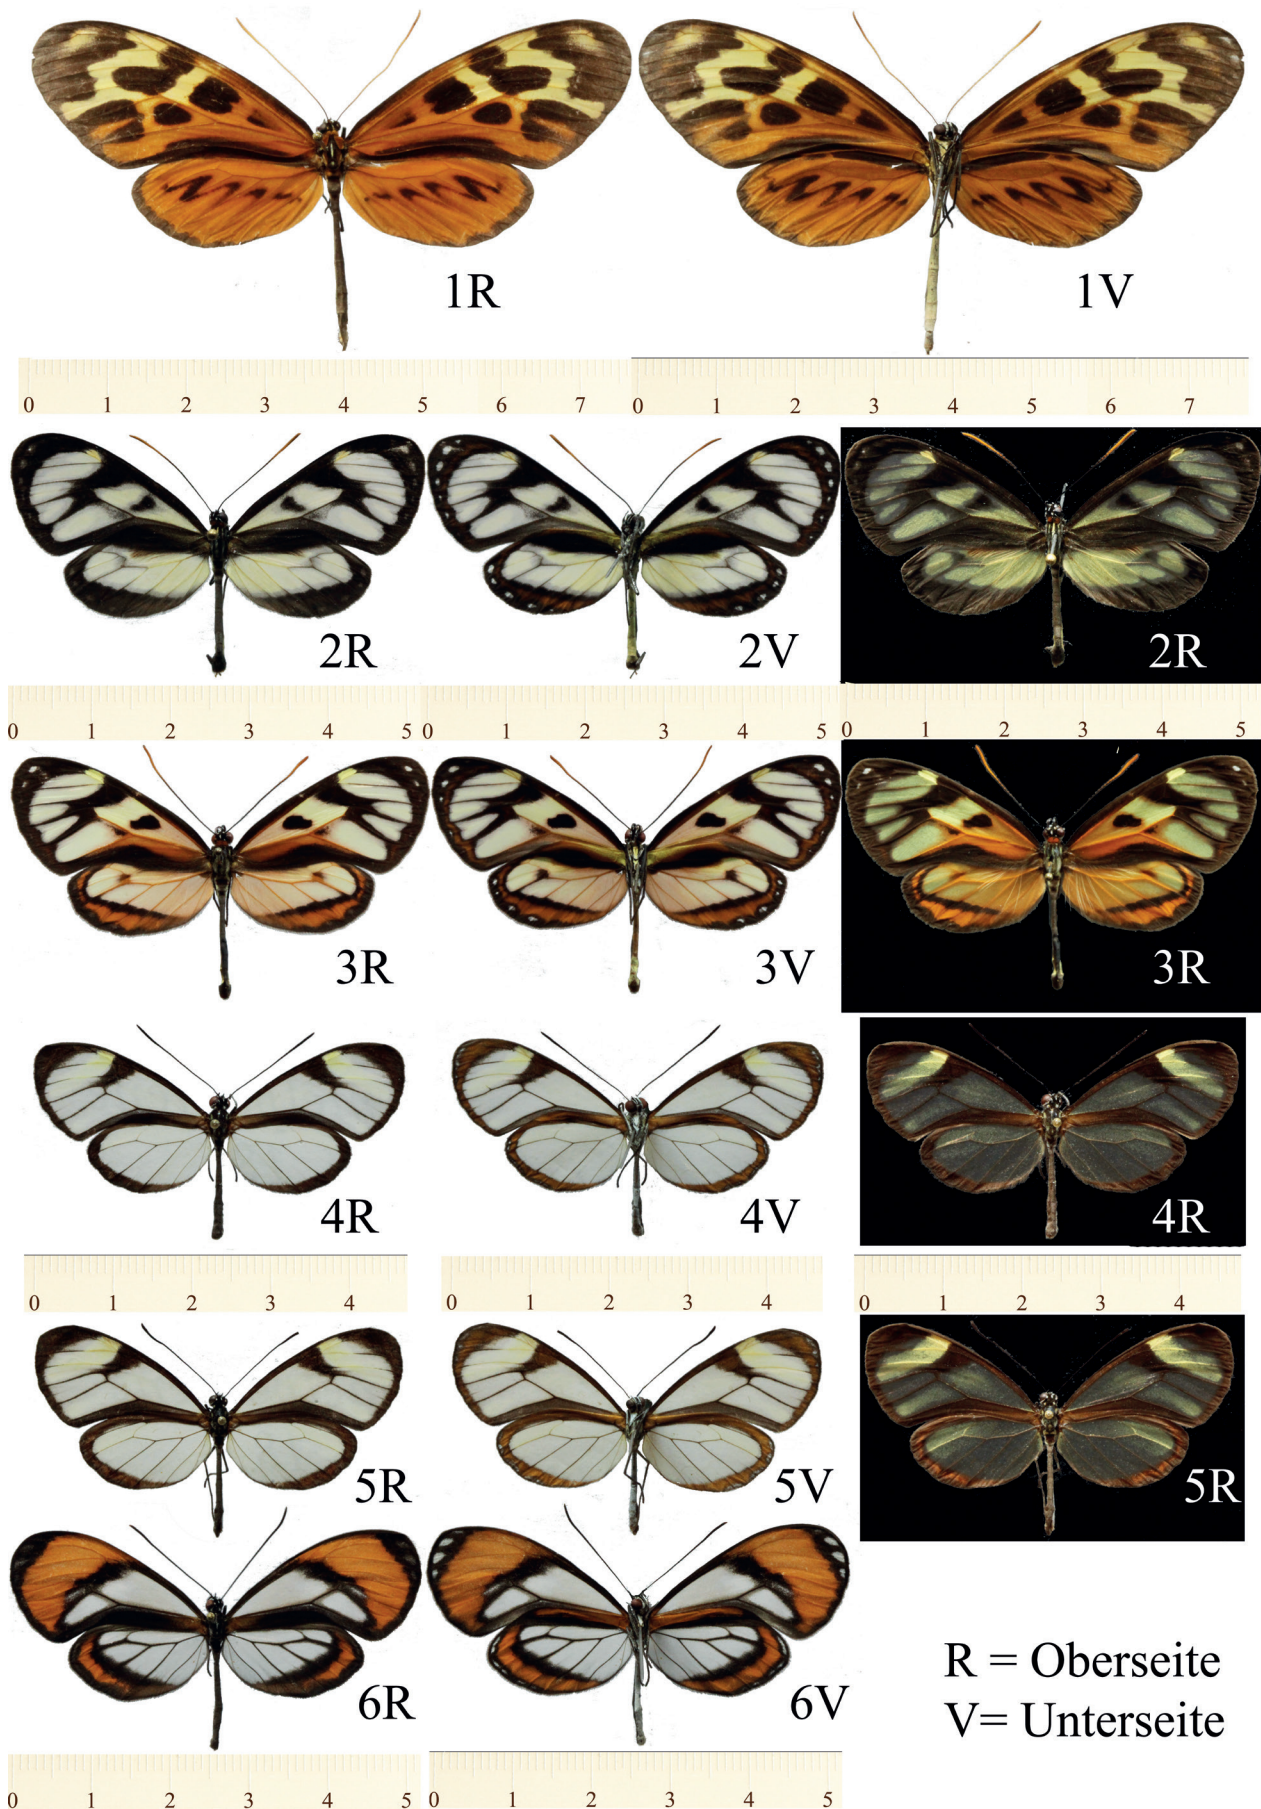 1R 1V
0 1 2 3 4 5 6 7 0 1 2 3 4 5 6 7
2R 2V 2R
0 1 2 3 4 5 0 1 2 3 4 5 0 1 2 3 4 5
3R 3V 3R
4R 4V 4R
0 1 2 3 4 0 1 2 3 4 0 1 2 3 4
5R 5V 5R
R = Oberseite
6R 6V
V= Unterseite
0 1 2 3 4 5 0 1 2 3 4 5